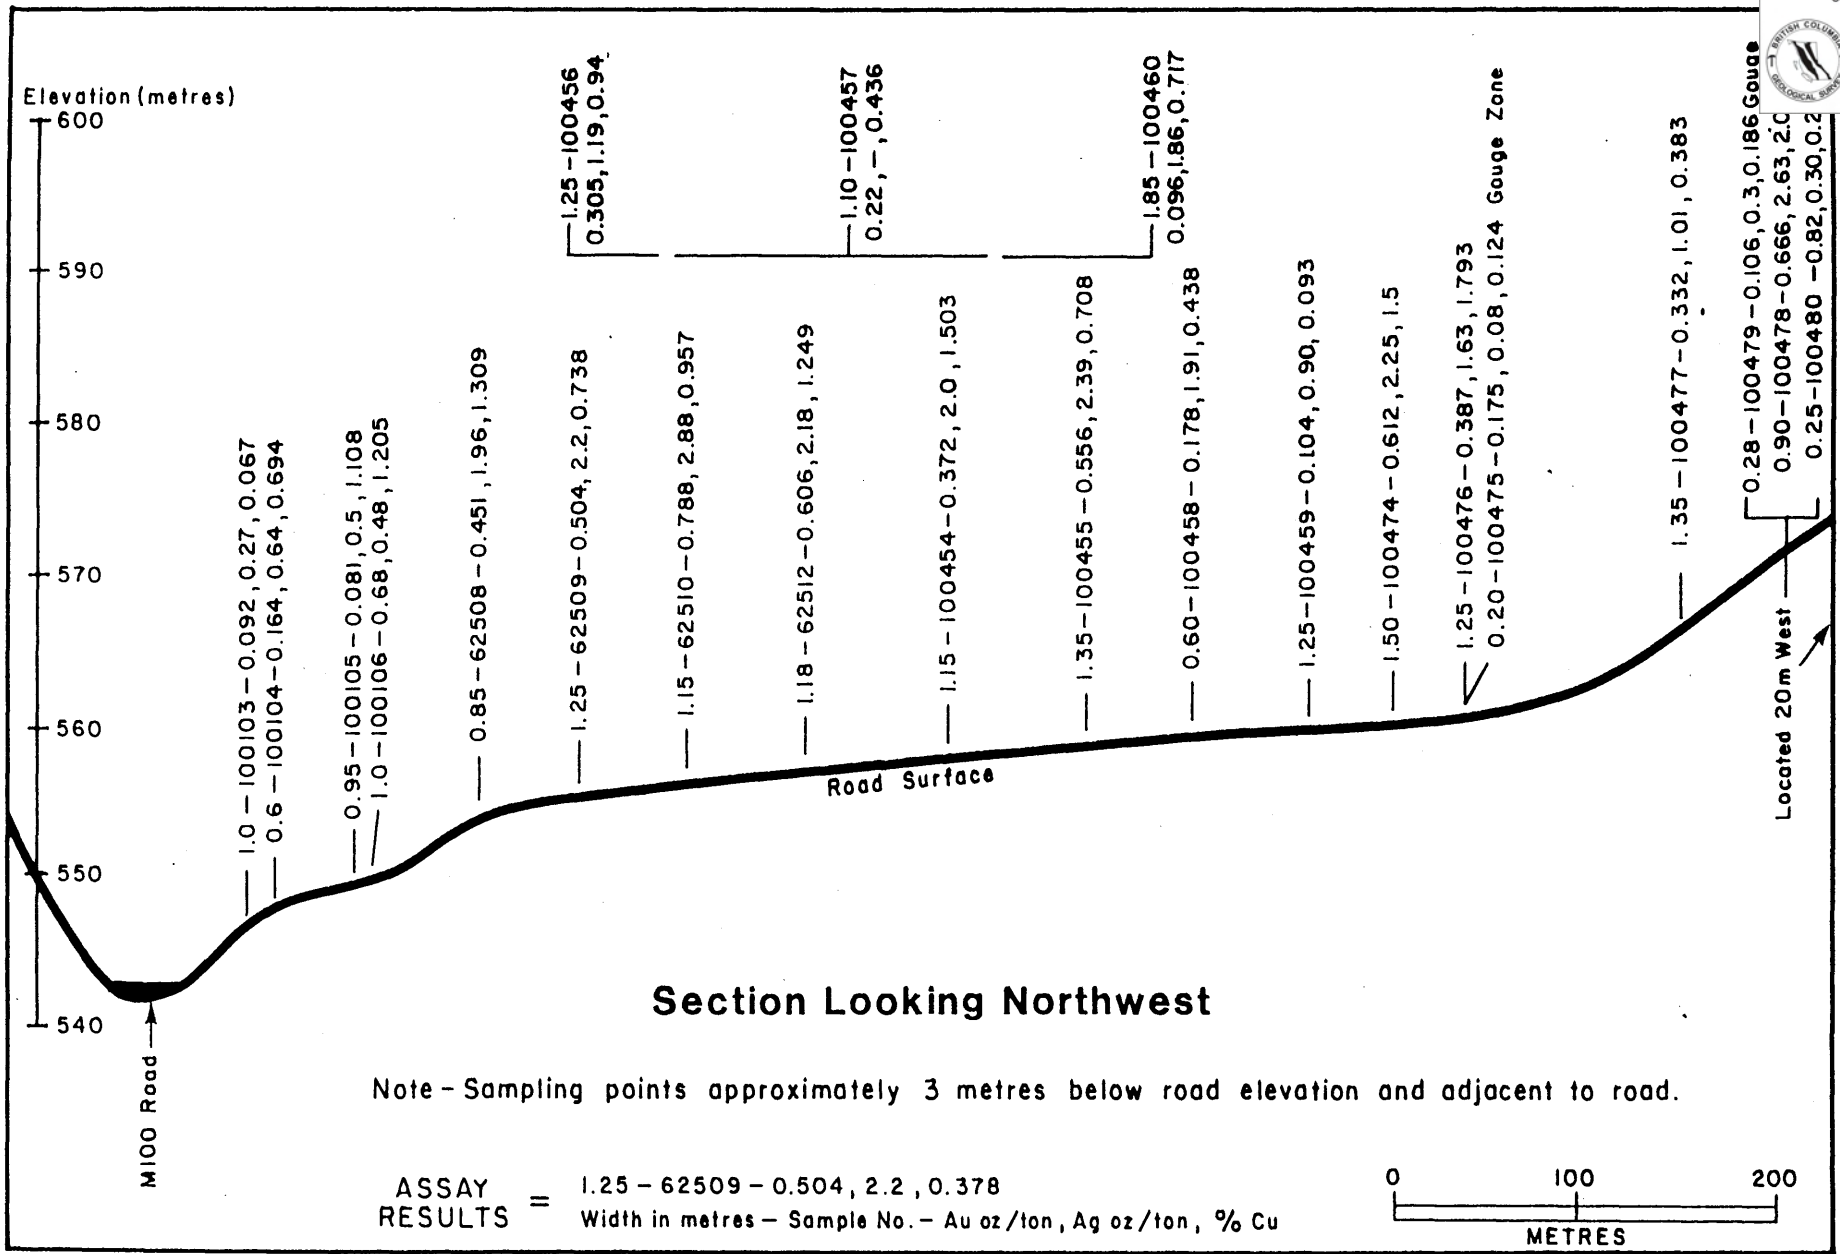 BRITISH COLUMBIA
GEOLOGICAL SURVEY
Elevation (metres)
600
590
580
570
560
550
540
1.25-100456
0.305, 1.19, 0.94
1.10-100457
0.22, -, 0.436
1.85-100460
0.096, 1.86, 0.717
1.0-100103-0.092, 0.27, 0.067
0.6-100104-0.164, 0.64, 0.694
0.95-100105-0.081, 0.5, 1.108
1.0-100106-0.68, 0.48, 1.205
0.85-62508-0.451, 1.96, 1.309
1.25-62509-0.504, 2.2, 0.738
1.15-62510-0.788, 2.88, 0.957
1.18-62512-0.606, 2.18, 1.249
1.15-100454-0.372, 2.0, 1.503
1.35-100455-0.556, 2.39, 0.708
0.60-100458-0.178, 1.91, 0.438
1.25-100459-0.104, 0.90, 0.093
1.50-100474-0.612, 2.25, 1.5
1.25-100476-0.387, 1.63, 1.793
0.20-100475-0.175, 0.08, 0.124 Gouge Zone
1.35-100477-0.332, 1.01, 0.383
0.28-100479-0.106, 0.3, 0.186 Gouge
0.90-100478-0.666, 2.63,
0.25-100480-0.82, 0.30,
Located 20m West
Road Surface
M100 Road
Section Looking Northwest
Note - Sampling points approximately 3 metres below road elevation and adjacent to road.
ASSAY RESULTS = 1.25 - 62509 - 0.504, 2.2, 0.378
Width in metres - Sample No. - Au oz/ton, Ag oz/ton, % Cu
0 100 200
METRES